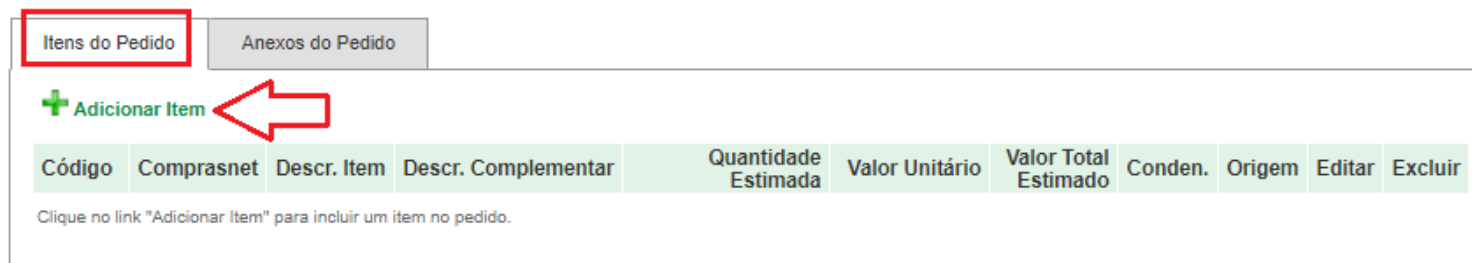 Itens do Pedido Anexos do Pedido
Adicionar Item
Código Comprasnet Descr. Item Descr. Complementar Quantidade Estimada Valor Unitário Valor Total Estimado Conden. Origem Editar Excluir
Clique no link "Adicionar Item" para incluir um item no pedido.